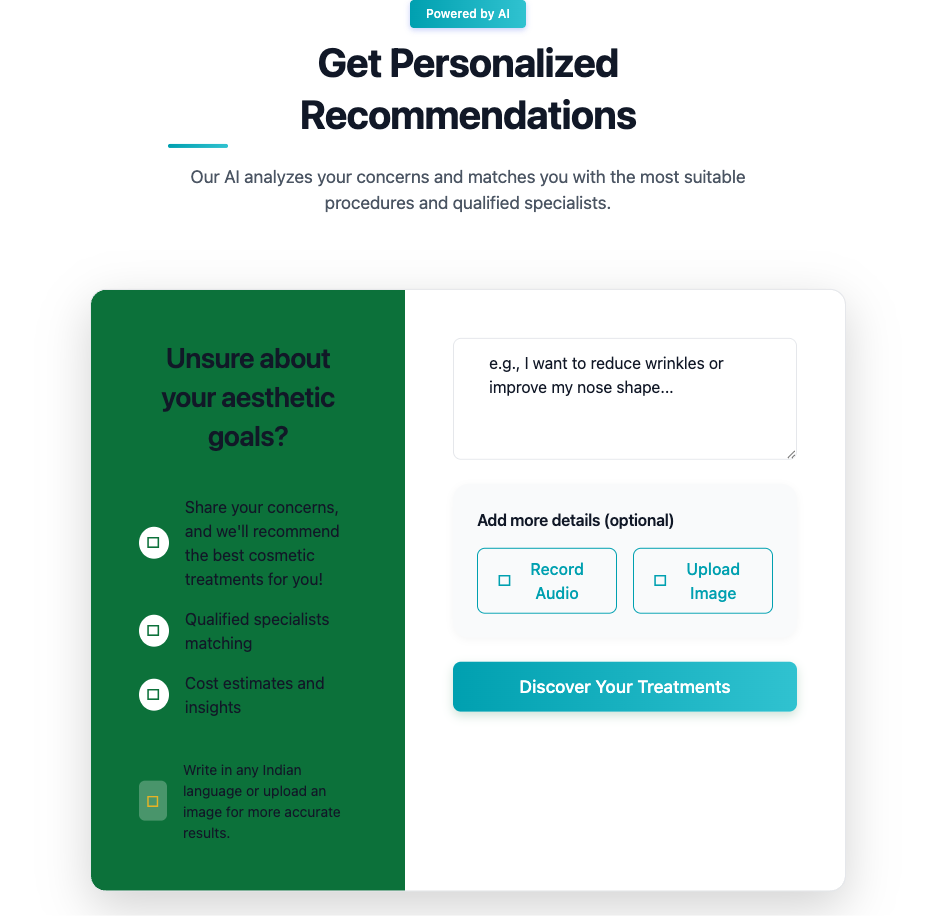 Powered by AI
Get Personalized
Recommendations
Our AI analyzes your concerns and matches you with the most suitable
procedures and qualified specialists.
Unsure about
your aesthetic
goals?
Share your concerns,
and we'll recommend
the best cosmetic
treatments for you!
Qualified specialists
matching
Cost estimates and
insights
Write in any Indian
language or upload an
image for more accurate
results.
e.g., I want to reduce wrinkles or
improve my nose shape...
Add more details (optional)
Record
Audio
Upload
Image
Discover Your Treatments